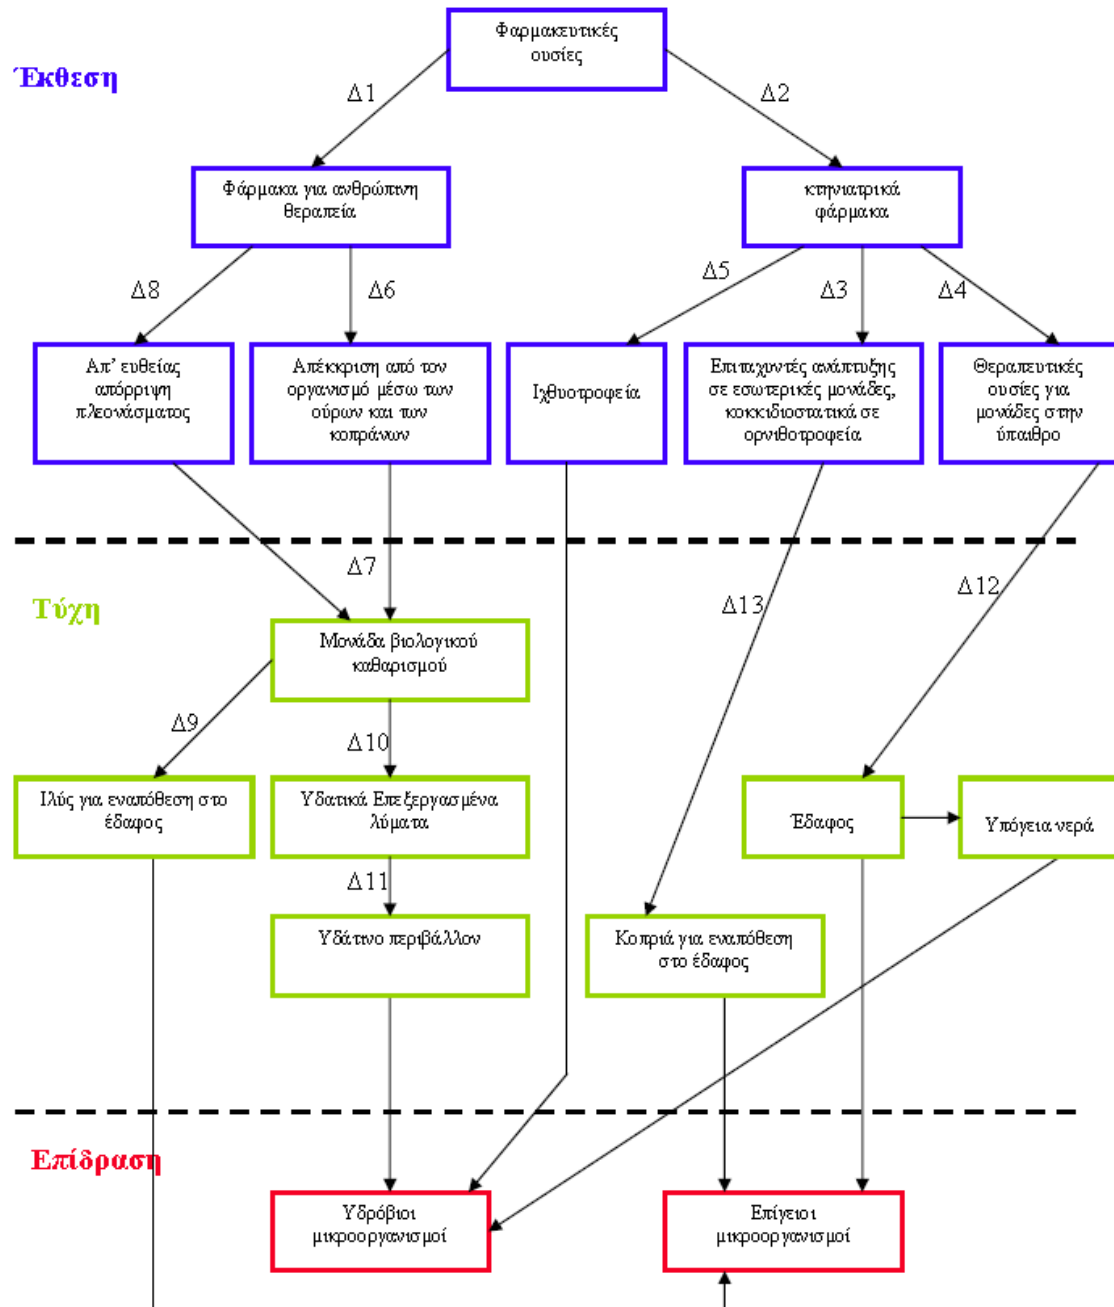 Φαρμακευτικές
ουσίες
Έκθεση
Δ1
Δ2
Φάρμακα για ανθρώπινη
θεραπεία
κτηνιατρικά
φάρμακα
Δ8
Δ6
Δ5
Δ3
Δ4
Απ’ ευθείας
απόρριψη
πλεονάσματος
Απέκκριση από τον
οργανισμό μέσω των
ούρων και των
κοπράνων
Ιχθυοτροφεία
Επιταχυντές ανάπτυξης
σε εσωτερικές μονάδες,
κοκκιδιοστατικά σε
ορνιθοτροφεία
Θεραπευτικές
ουσίες για
μονάδες στην
ύπαιθρο
Δ7
Τύχη
Δ13
Δ12
Μονάδα βιολογικού
καθαρισμού
Δ9
Δ10
Ιλύς για εναπόθεση στο
έδαφος
Υδατικά Επεξεργασμένα
λύματα
Έδαφος
Υπόγεια νερά
Δ11
Υδάτινο περιβάλλον
Κοπριά για εναπόθεση
στο έδαφος
Επίδραση
Υδρόβιοι
μικροοργανισμοί
Επίγειοι
μικροοργανισμοί